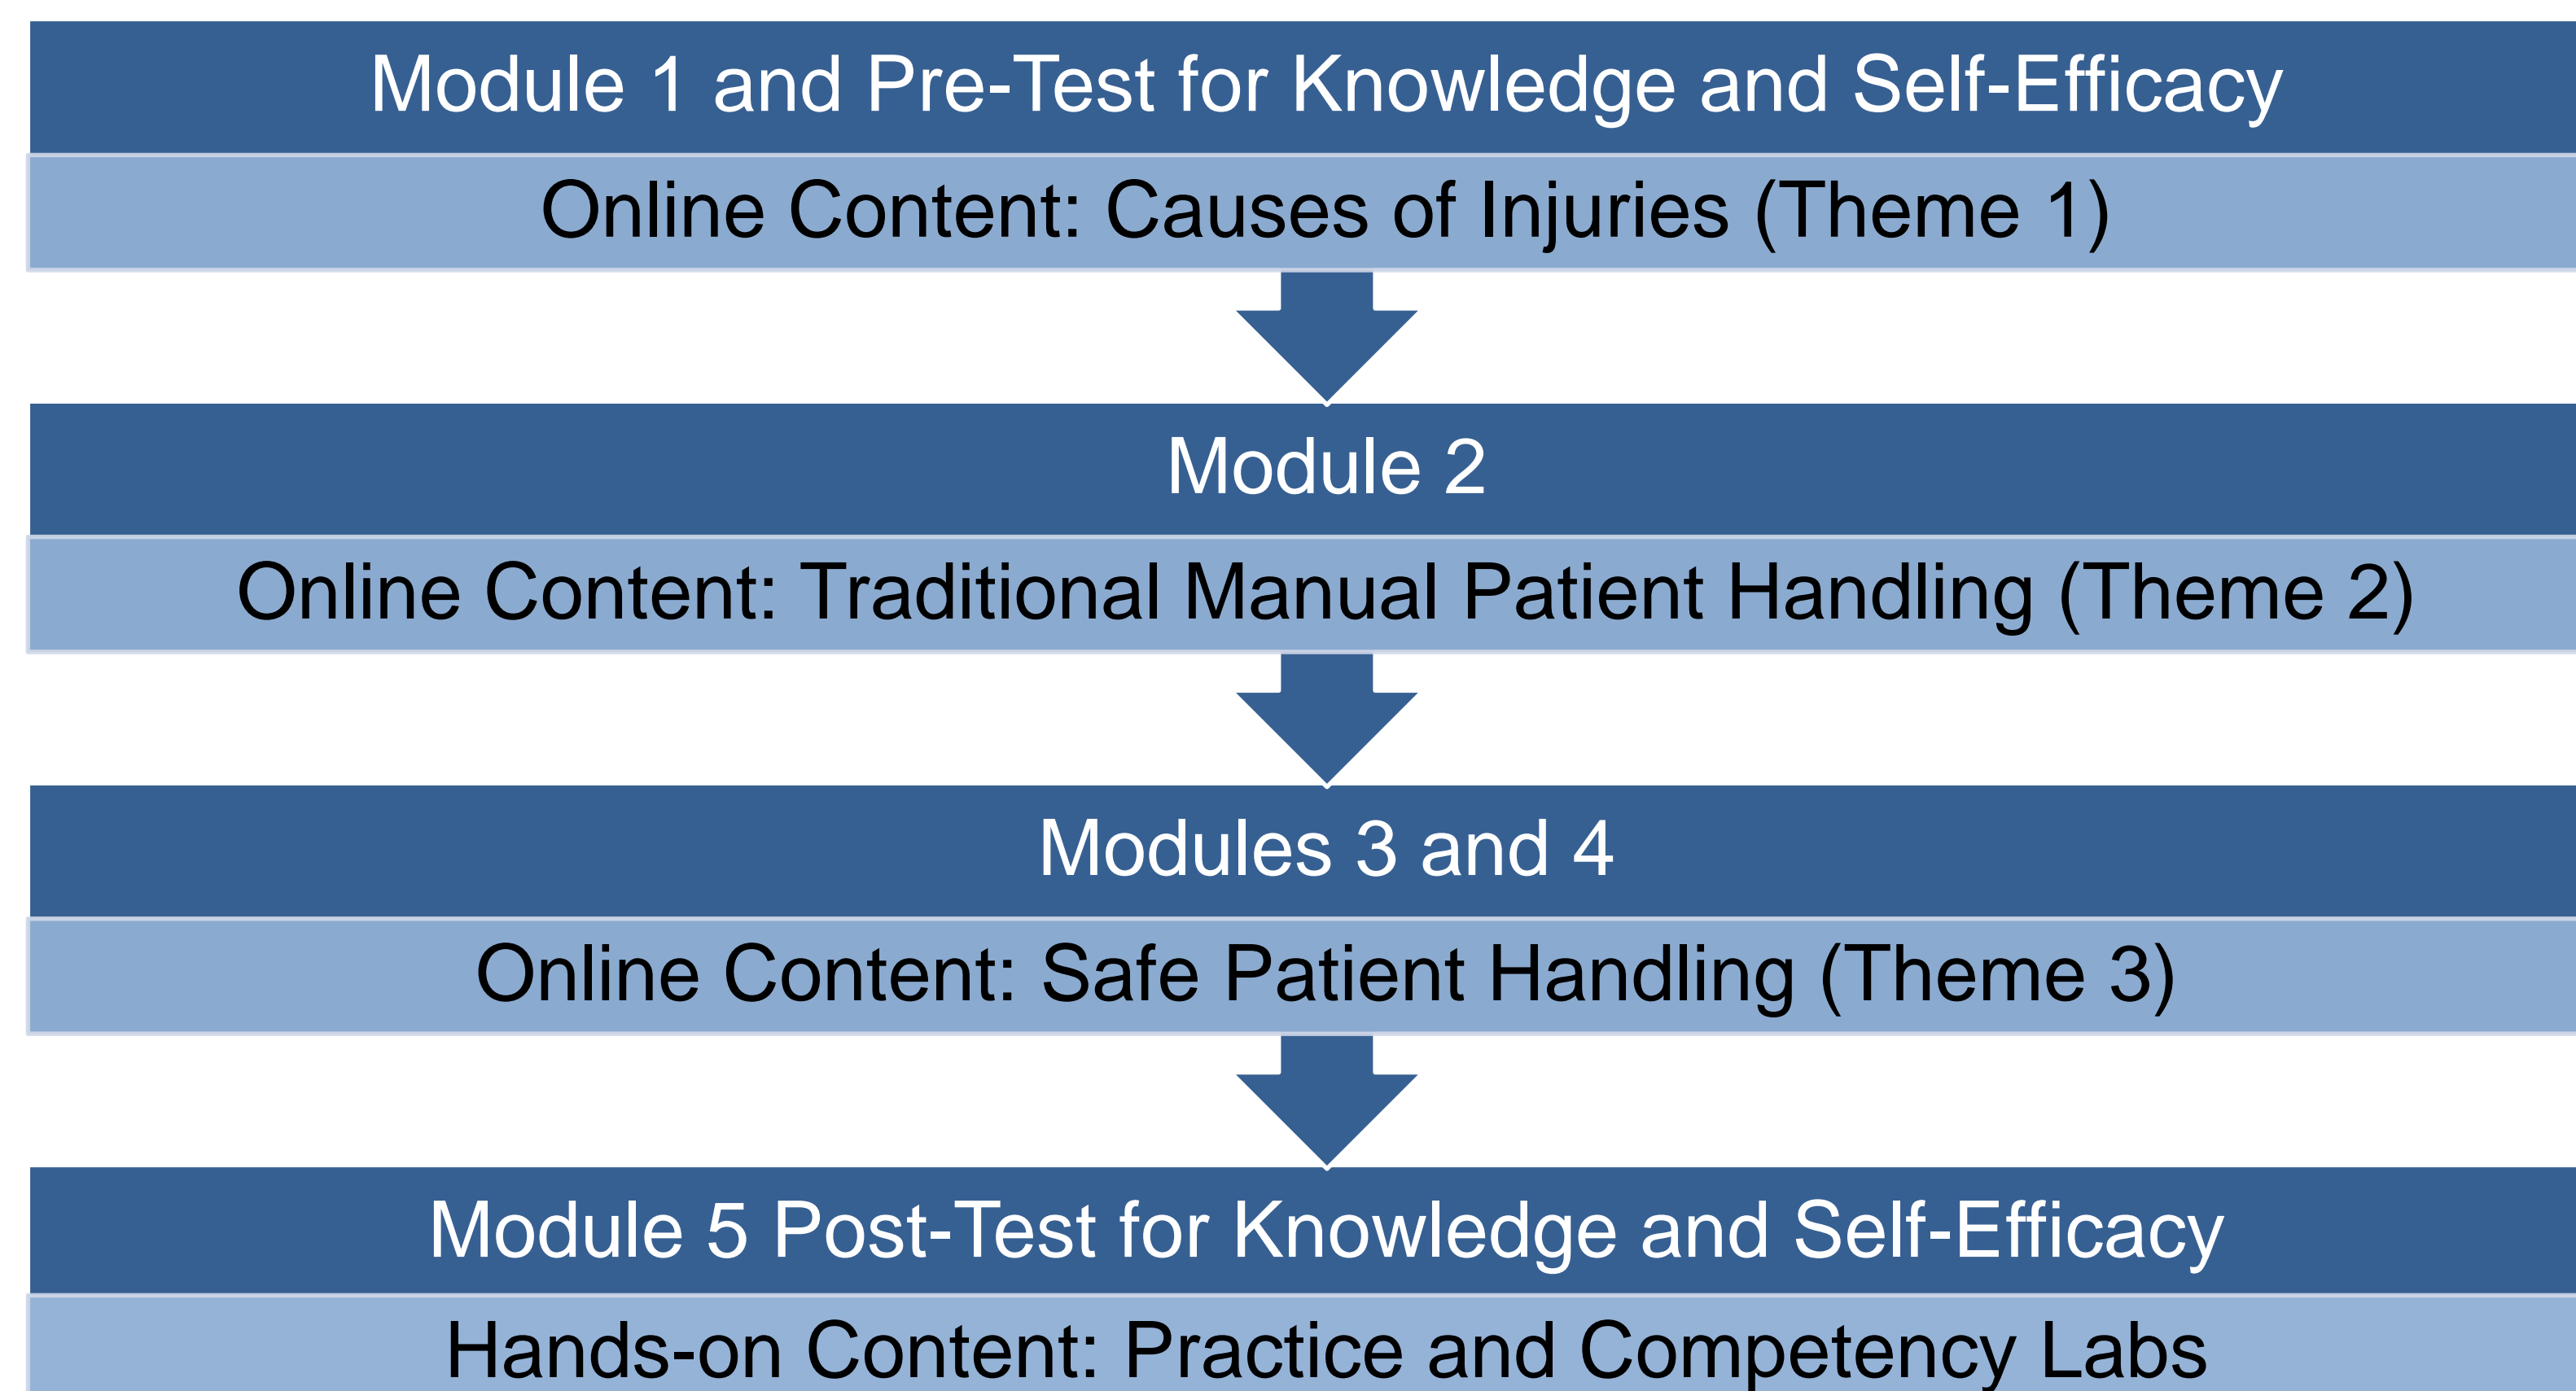 Module 1 and Pre-Test for Knowledge and Self-Efficacy
Online Content: Causes of Injuries (Theme 1)
Module 2
Online Content: Traditional Manual Patient Handling (Theme 2)
Modules 3 and 4
Online Content: Safe Patient Handling (Theme 3)
Module 5 Post-Test for Knowledge and Self-Efficacy
Hands-on Content: Practice and Competency Labs